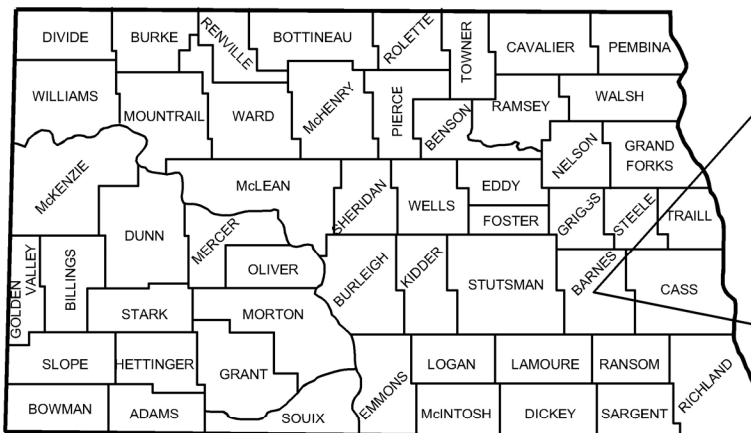 DIVIDE
BURKE
RENVILLE
BOTTINEAU
ROLETTE
TOWNER
CAVALIER
PEMBINA
WILLIAMS
MOUNTRAIL
WARD
McHENRY
PIERCE
BENSON
RAMSEY
WALSH
NELSON
GRAND
FORKS
McKENZIE
DUNN
McLEAN
MERCER
OLIVER
SHERIDAN
WELLS
EDDY
FOSTER
GRIGGS
STEELE
TRAILL
GOLDEN
VALLEY
BILLINGS
STARK
MORTON
BURLEIGH
KIDDER
STUTSMAN
BARNES
CASS
SLOPE
HETTINGER
GRANT
EMMONS
LOGAN
LAMOURE
RANSOM
RICHLAND
BOWMAN
ADAMS
SOUIX
McINTOSH
DICKEY
SARGENT